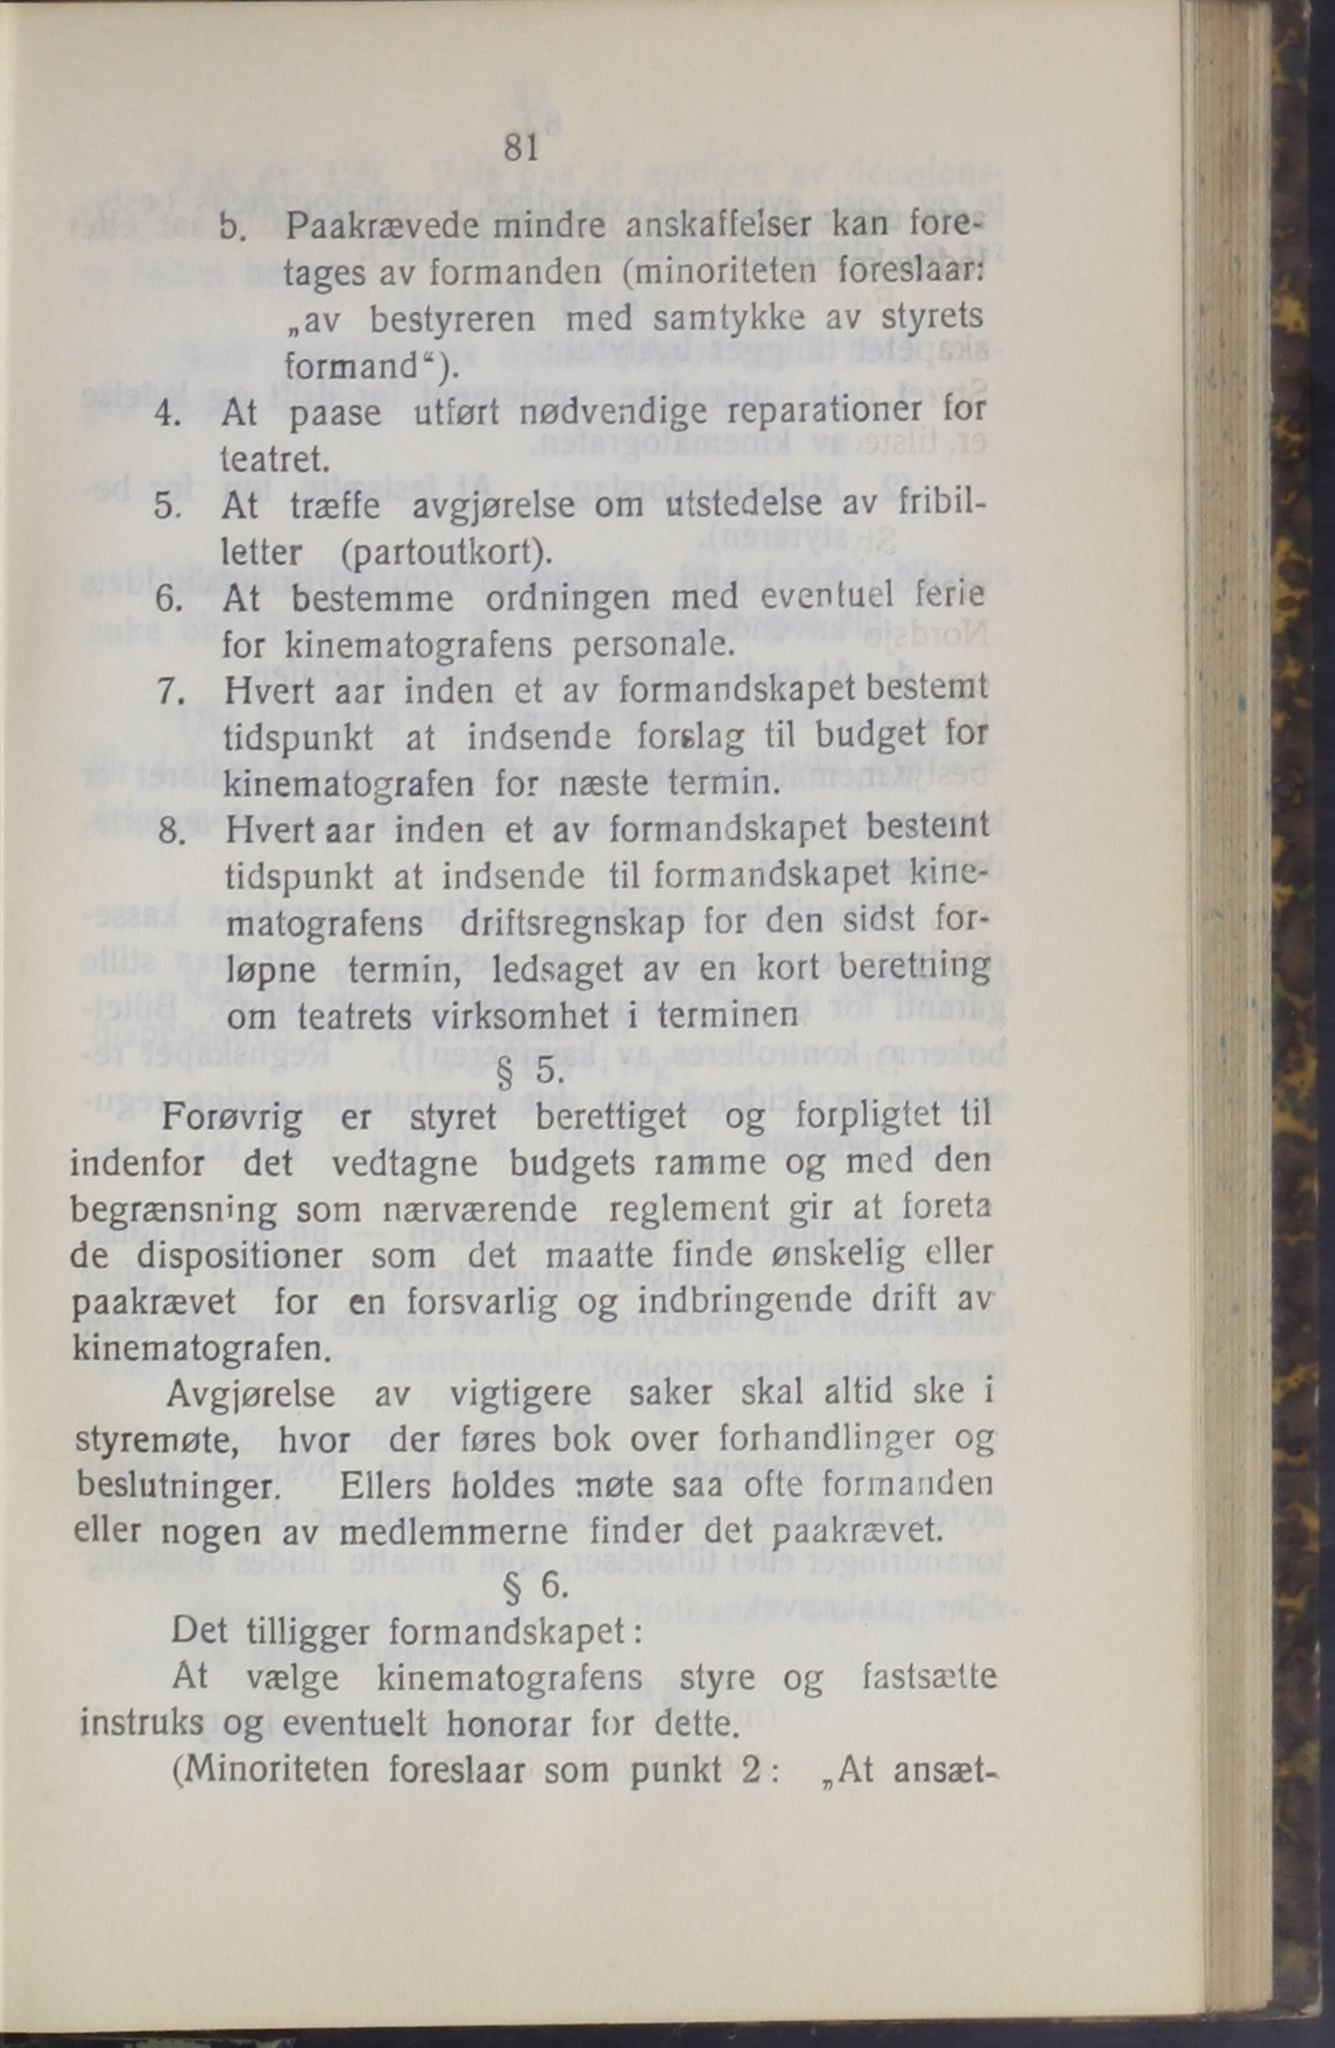 81
b. Paakrævede mindre anskaffelser kan fore-
tages av formanden (minoriteten foreslaar:
„av bestyreren med samtykke av styrets
formand“).
4. At paase utført nødvendige reparationer for
teatret.
5. At træffe avgjørelse om utstedelse av fribil-
letter (partoutkort).
6. At bestemme ordningen med eventuel ferie
for kinematografens personale.
7. Hvert aar inden et av formandskapet bestemt
tidspunkt at indsende forslag til budget for
kinematografen for næste termin.
8. Hvert aar inden et av formandskapet bestemt
tidspunkt at indsende til formandskapet kine-
matografens driftsregnskap for den sidst for-
løpne termin, ledsaget av en kort beretning
om teatrets virksomhet i terminen
§ 5.
Forøvrig er styret berettiget og forpligtet til
indenfor det vedtagne budgets ramme og med den
begrænsning som nærværende reglement gir at foreta
de dispositioner som det maatte finde ønskelig eller
paakrævet for en forsvarlig og indbringende drift av
kinematografen.
Avgjørelse av vigtigere saker skal altid ske i
styremøte, hvor der føres bok over forhandlinger og
beslutninger. Ellers holdes møte saa ofte formanden
eller nogen av medlemmerne finder det paakrævet.
§ 6.
Det tilligger formandskapet:
At vælge kinematografens styre og fastsætte
instruks og eventuelt honorar for dette.
(Minoriteten foreslaar som punkt 2: „At ansæt-